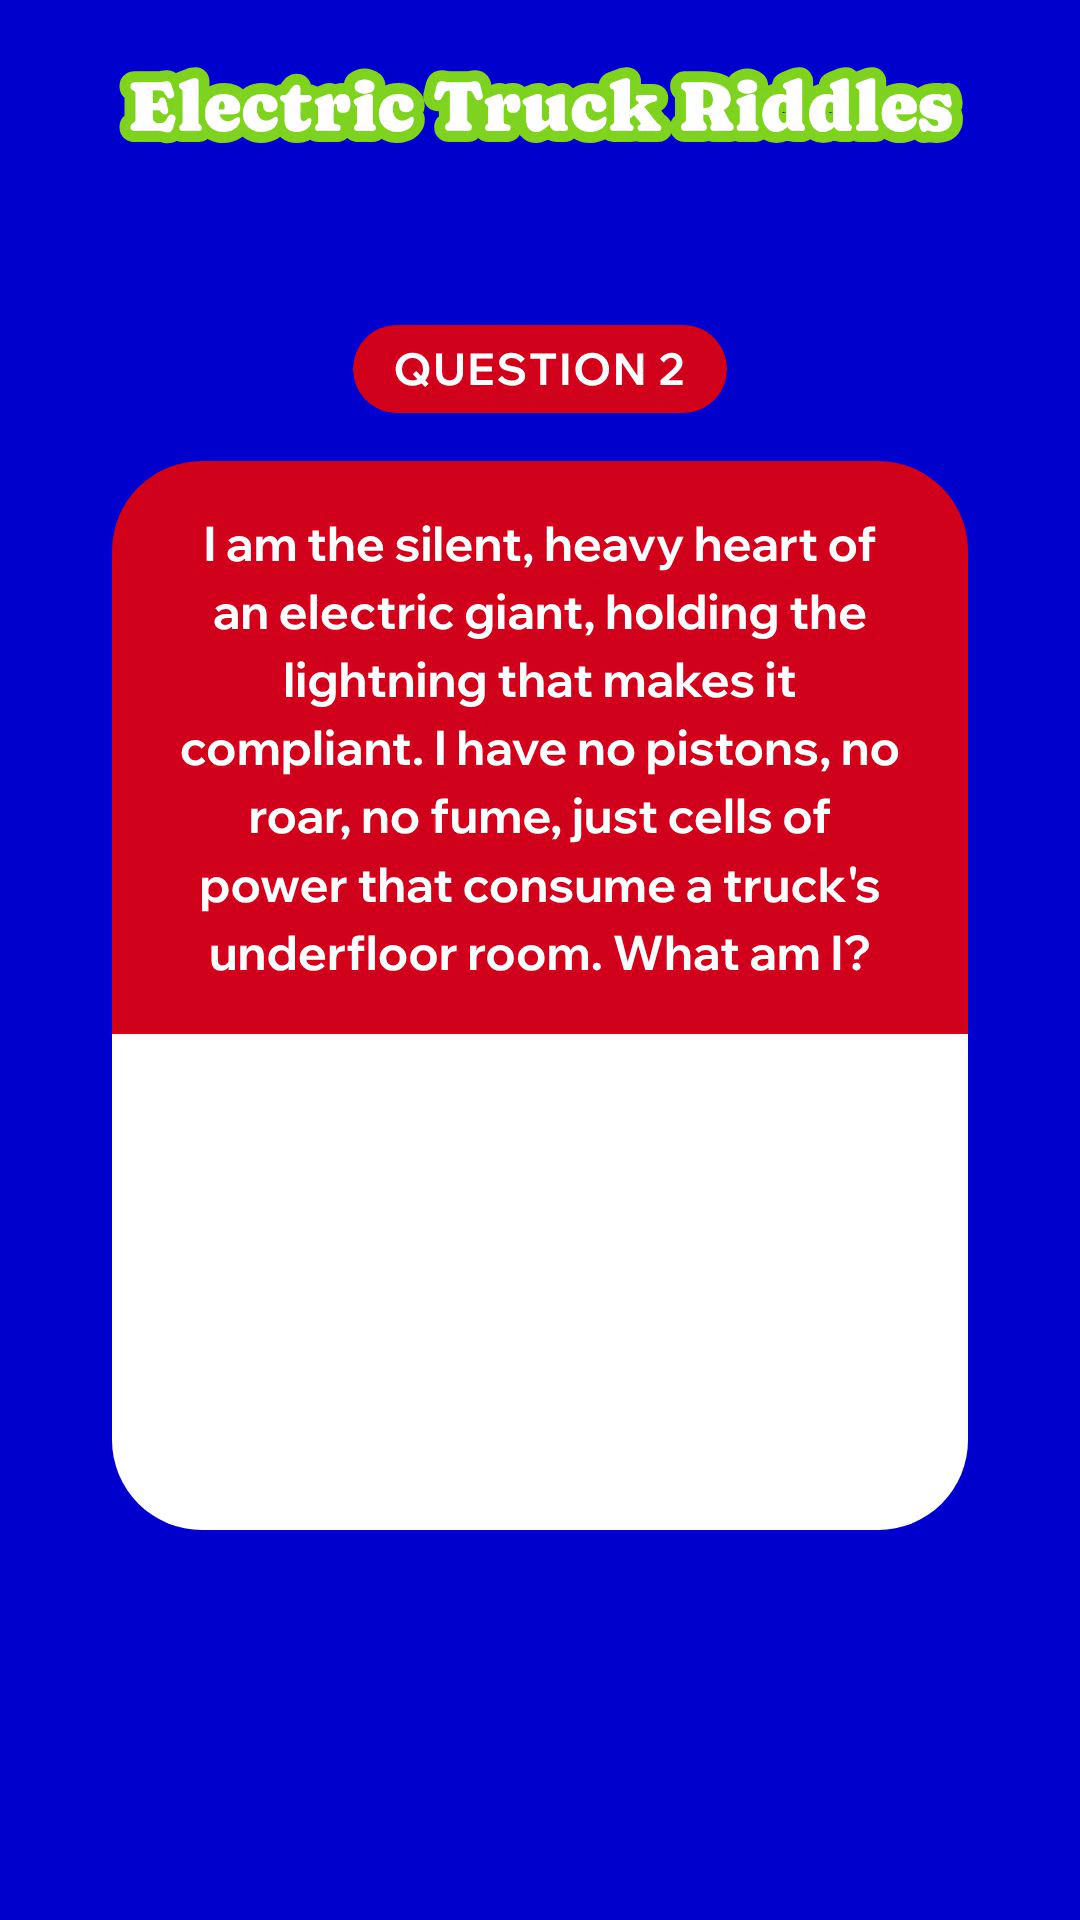 Electric Truck Riddles
QUESTION 2
I am the silent, heavy heart of
an electric giant, holding the
lightning that makes it
compliant. I have no pistons, no
roar, no fume, just cells of
power that consume a truck's
underfloor room. What am I?